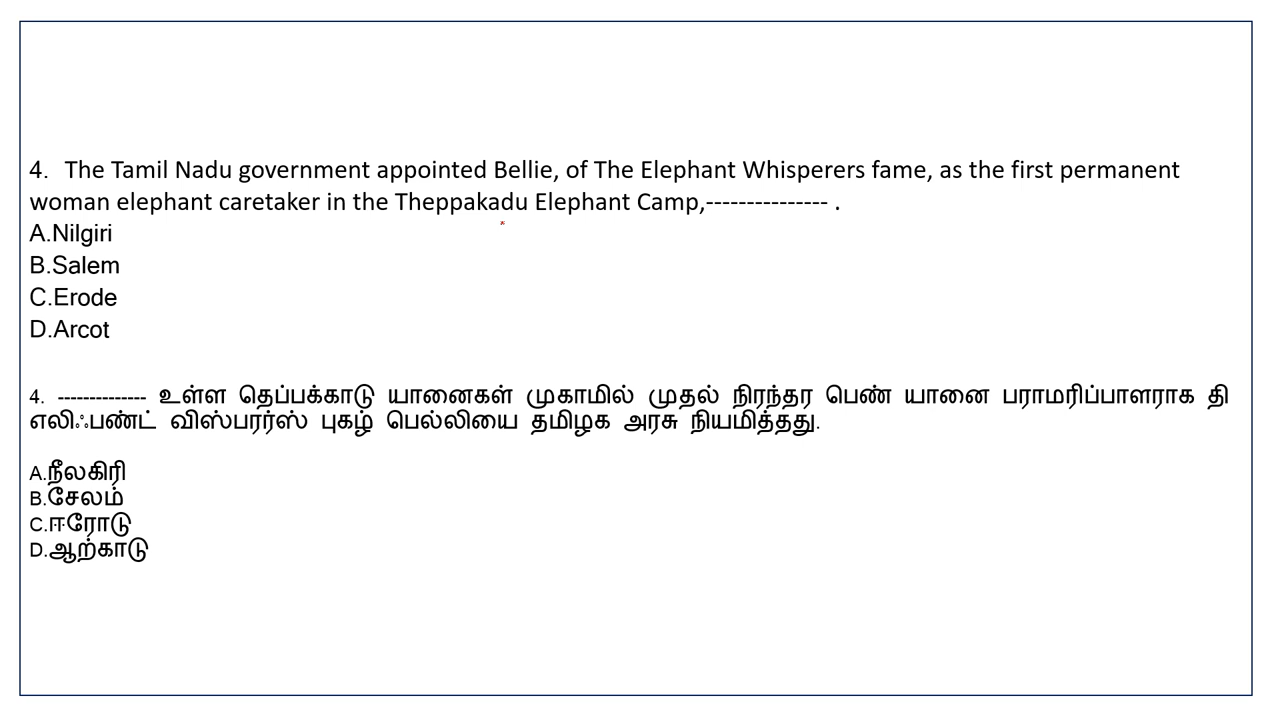 4. The Tamil Nadu government appointed Bellie, of The Elephant Whisperers fame, as the first permanent
woman elephant caretaker in the Theppakadu Elephant Camp,--------------- .
A.Nilgiri
B.Salem
C.Erode
D.Arcot
4. -------------- உள்ள தெப்பக்காடு யானைகள் முகாமில் முதல் நிரந்தர பெண் யானை பராமரிப்பாளராக தி
எலிஃபண்ட் விஸ்பரர்ஸ் புகழ் பெல்லியை தமிழக அரசு நியமித்தது.
A.நீலகிரி
B.சேலம்
C.ஈரோடு
D.ஆற்காடு